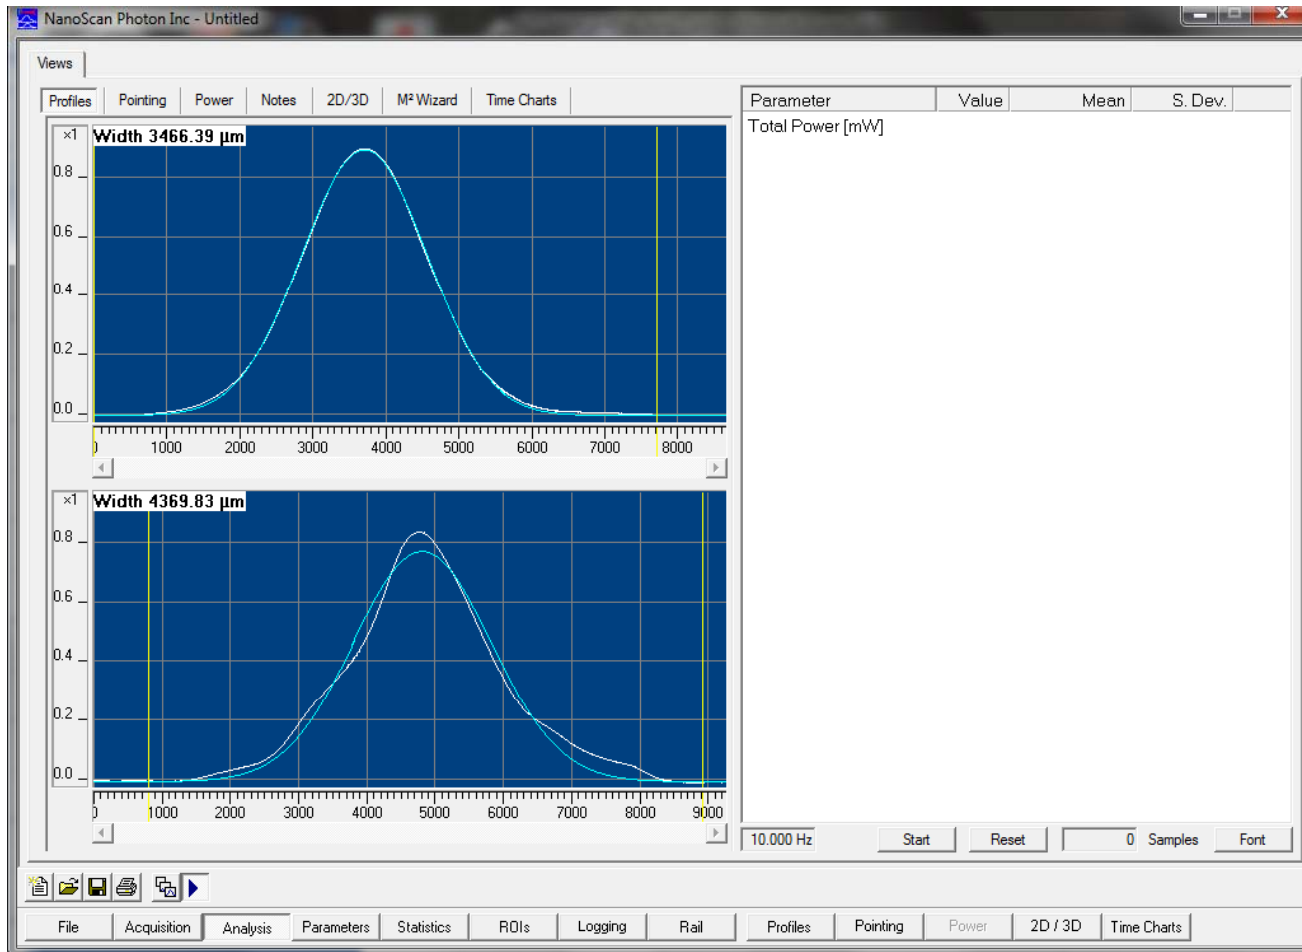 NanoScan Photon Inc - Untitled
Views
Profiles Pointing Power Notes 2D/3D M² Wizard Time Charts
Parameter Value Mean S. Dev.
Total Power [mW]
×1 Width 3466.39 µm
0.8
0.6
0.4
0.2
0.0
0 1000 2000 3000 4000 5000 6000 7000 8000
×1 Width 4369.83 µm
0.8
0.6
0.4
0.2
0.0
0 1000 2000 3000 4000 5000 6000 7000 8000 9000
10.000 Hz Start Reset 0 Samples Font
File Acquisition Analysis Parameters Statistics ROIs Logging Rail Profiles Pointing Power 2D / 3D Time Charts